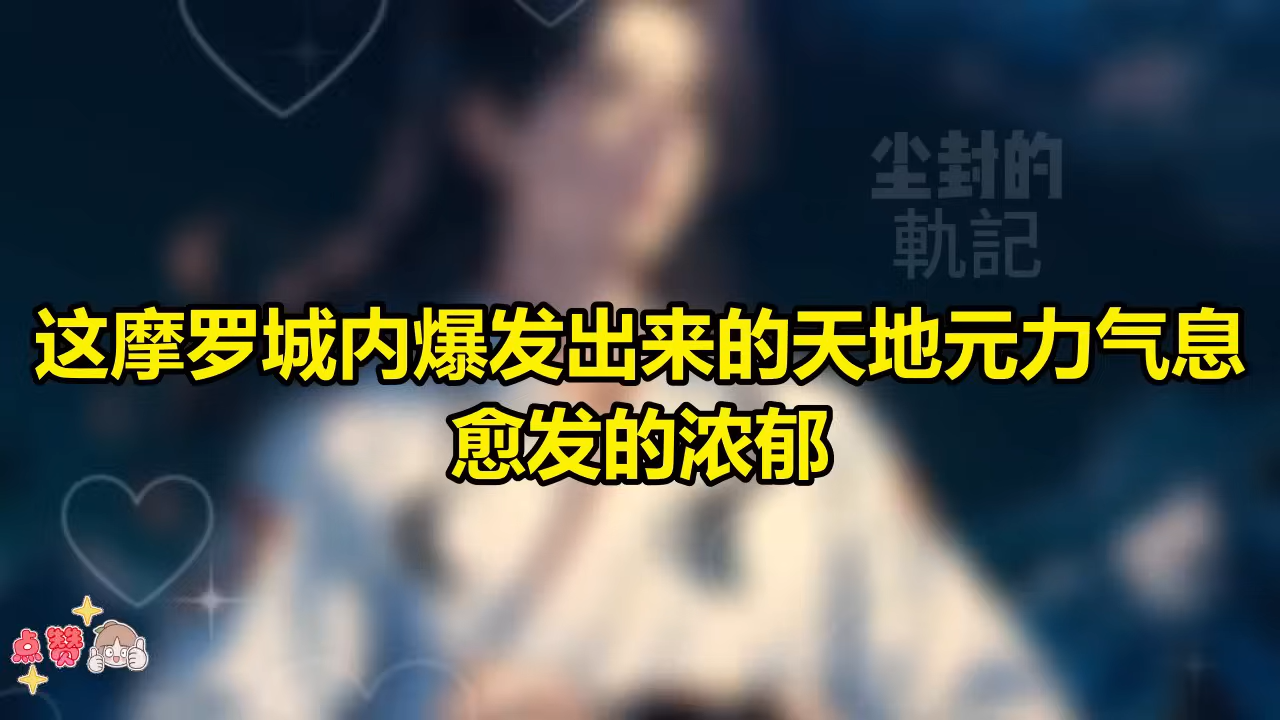 尘封的
軌記
这摩罗城内爆发出来的天地元力气息
愈发的浓郁
点赞